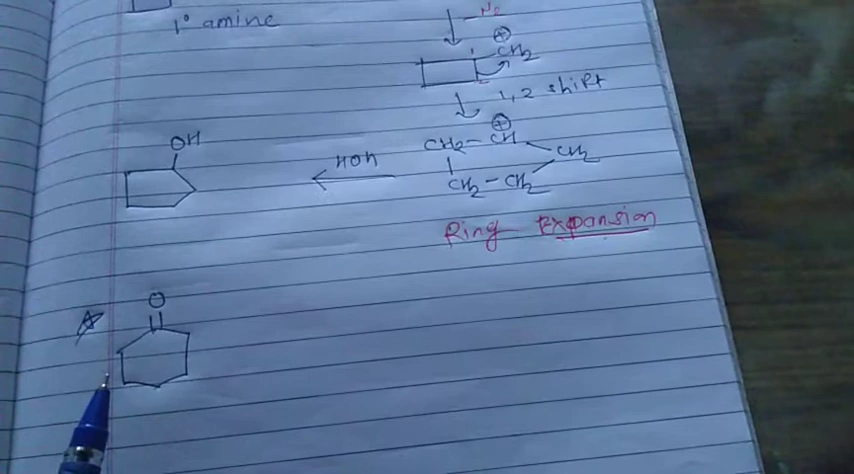 1° amine
-N₂
⊕
CH₂
1,2 shift
⊕
CH₂ - CH
CH₂
CH₂ - CH₂
OH
HOH
Ring Expansion
O